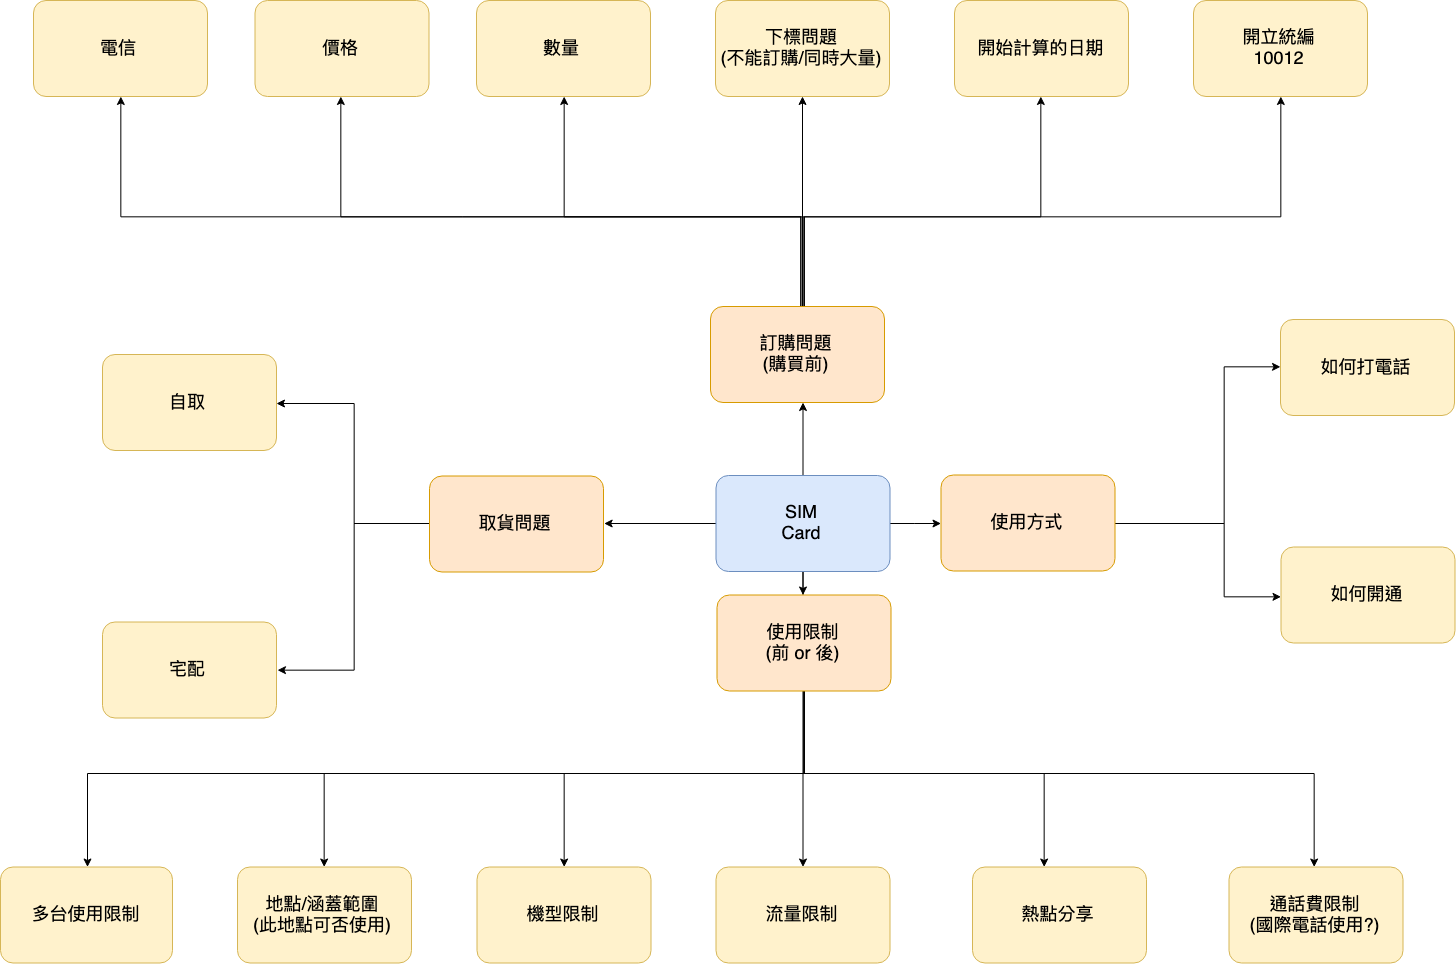 電信
價格
數量
下標問題
(不能訂購/同時大量)
開始計算的日期
開立統編
10012
訂購問題
(購買前)
如何打電話
自取
取貨問題
SIM
Card
使用方式
如何開通
使用限制
(前 or 後)
宅配
多台使用限制
地點/涵蓋範圍
(此地點可否使用)
機型限制
流量限制
熱點分享
通話費限制
(國際電話使用?)